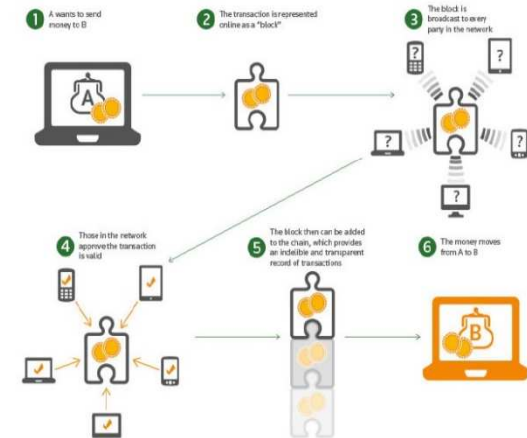 1
A wants to send
money to B
2
The transaction is represented
online as a "block"
3
The block is
broadcast to every
party in the network
A
?
?
?
?
?
4
Those in the network
approve the transaction
is valid
5
The block then can be added
to the chain, which provides
an indelible and transparent
record of transactions
6
The money moves
from A to B
B